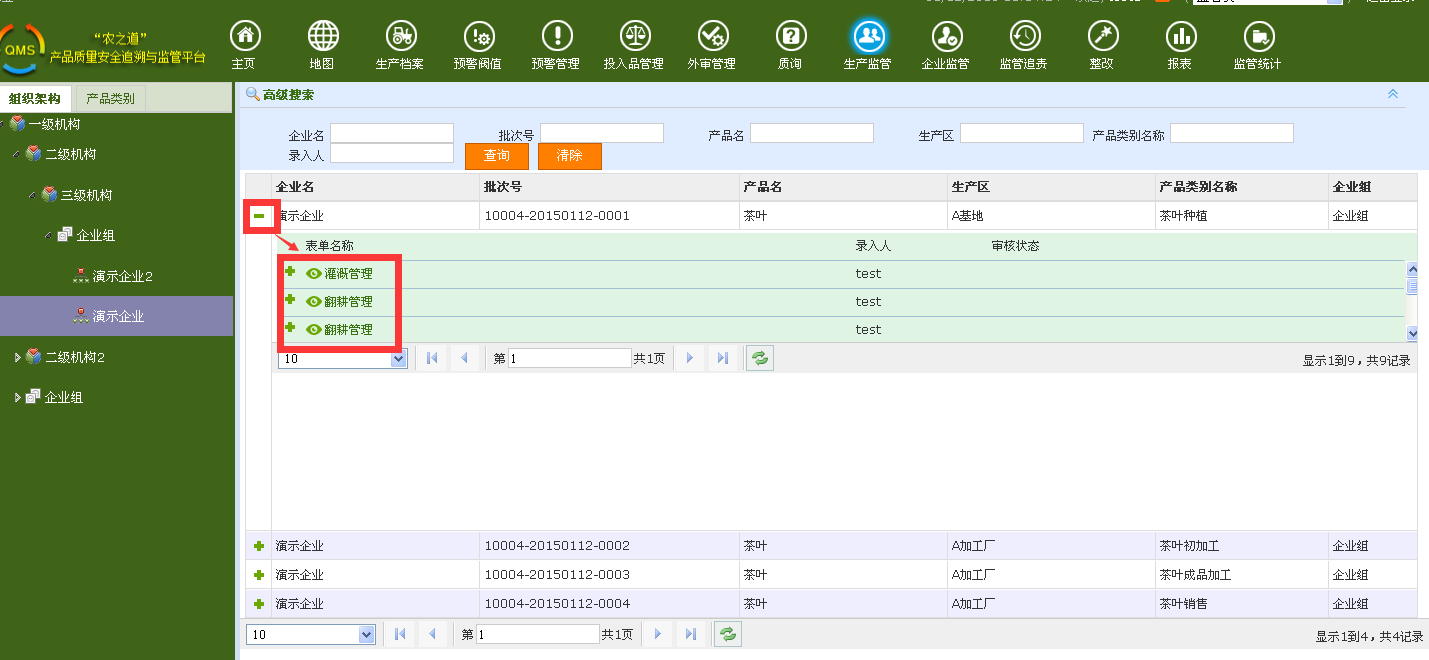 QMS
“农之道”
产品质量安全追溯与监管平台
主页 地图 生产档案 预警阀值 预警管理 投入品管理 外审管理 质询 生产监管 企业监管 监管追责 整改 报表 监管统计
组织架构 产品类别
一级机构
二级机构
三级机构
企业组
演示企业2
演示企业
二级机构2
企业组
高级搜索
企业名 批次号 产品名 生产区 产品类别名称
录入人 查询 清除
企业名 批次号 产品名 生产区 产品类别名称 企业组
演示企业 10004-20150112-0001 茶叶 A基地 茶叶种植 企业组
表单名称 录入人 审核状态
灌溉管理 test
翻耕管理 test
翻耕管理 test
10 第 1 共1页 显示1到9，共9记录
演示企业 10004-20150112-0002 茶叶 A加工厂 茶叶初加工 企业组
演示企业 10004-20150112-0003 茶叶 A加工厂 茶叶成品加工 企业组
演示企业 10004-20150112-0004 茶叶 A加工厂 茶叶销售 企业组
10 第 1 共1页 显示1到4，共4记录